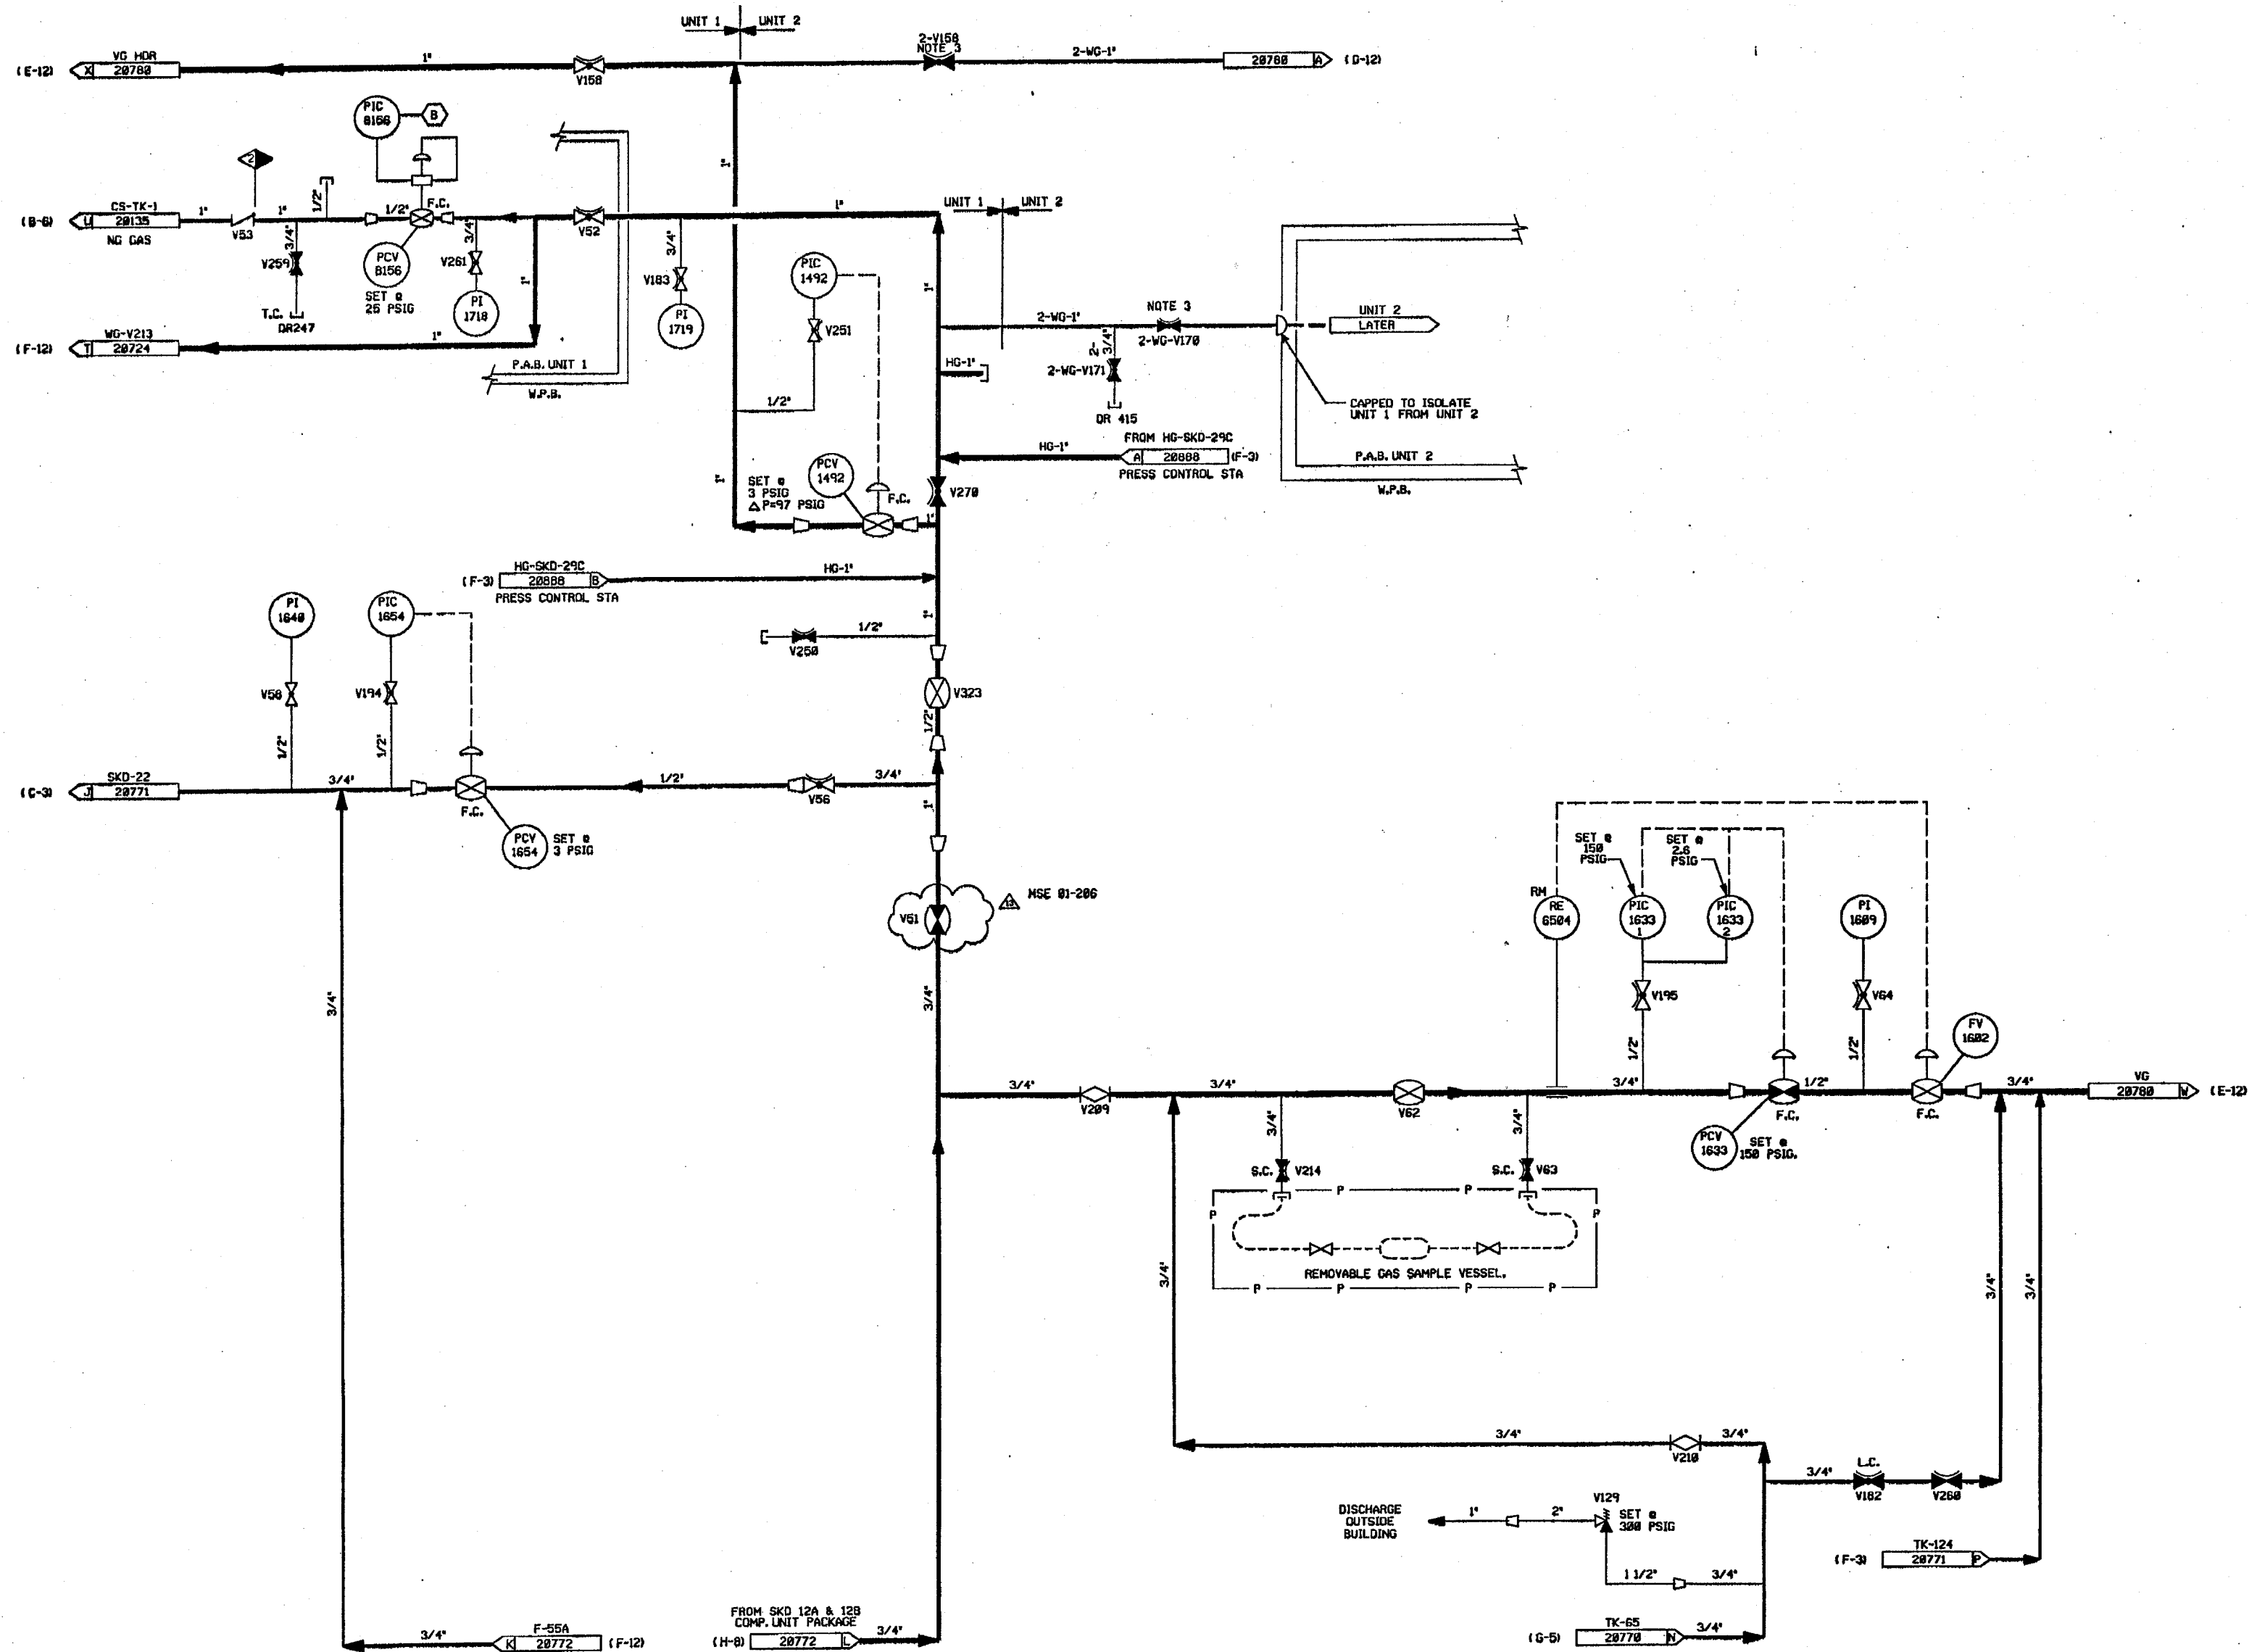 UNIT 1 UNIT 2
2-V158
NOTE 3
2-WG-1"
VG HDR
(E-12) X 20780
1"
V158
20780 A (D-12)
PIC
8156
B
2
1/2"
F.C.
CS-TK-1
(B-6) U 20135
NG GAS
1"
V53
1"
1/2"
3/4"
V259
T.C.
DR247
PCV
8156
SET @
25 PSIG
3/4"
V261
PI
1718
V52
1"
3/4"
V183
PI
1719
1"
1"
UNIT 1 UNIT 2
PIC
1492
V251
1/2"
1"
WG-V213
(F-12) T 20724
1"
P.A.B. UNIT 1
W.P.B.
2-WG-1"
NOTE 3
2-WG-V170
UNIT 2
LATER
2-
3/4"
2-WG-V171
DR 415
HG-1"
CAPPED TO ISOLATE
UNIT 1 FROM UNIT 2
HG-1"
FROM HG-SKD-29C
A 20888 (F-3)
PRESS CONTROL STA
P.A.B. UNIT 2
W.P.B.
PCV
1492
1"
SET @
3 PSIG
△ P=97 PSIG
F.C.
V270
1"
HG-SKD-29C
(F-3) 20888 B
PRESS CONTROL STA
HG-1"
1"
1/2"
V250
PI
1640
PIC
1654
V58
V194
1/2"
1/2"
V323
1/2"
SKD-22
(C-3) J 20771
3/4"
F.C.
1/2"
V56
3/4"
1"
PCV
1654
SET @
3 PSIG
V51
13
MSE 01-206
3/4"
3/4"
SET @
150
PSIG
SET @
2.6
PSIG
RM
RE
6504
PIC
1633
1
PIC
1633
2
PI
1609
V195
V64
1/2"
1/2"
FV
1602
3/4"
V209
3/4"
V62
3/4"
1/2"
F.C.
F.C.
3/4"
VG
20780 W (E-12)
PCV
1633
SET @
150 PSIG.
3/4"
3/4"
S.C. V214
S.C. V63
P P
P P
REMOVABLE GAS SAMPLE VESSEL.
P P P P
3/4"
3/4"
3/4"
3/4"
V210
3/4"
3/4"
L.C.
V182
V260
DISCHARGE
OUTSIDE
BUILDING
1"
2"
V129
SET @
300 PSIG
1 1/2"
3/4"
TK-124
(F-3) 20771 P
F-55A
3/4" K 20772 (F-12)
FROM SKD 12A & 12B
COMP. UNIT PACKAGE
(H-8) 20772 L 3/4"
TK-65
(G-5) 20770 N 3/4"